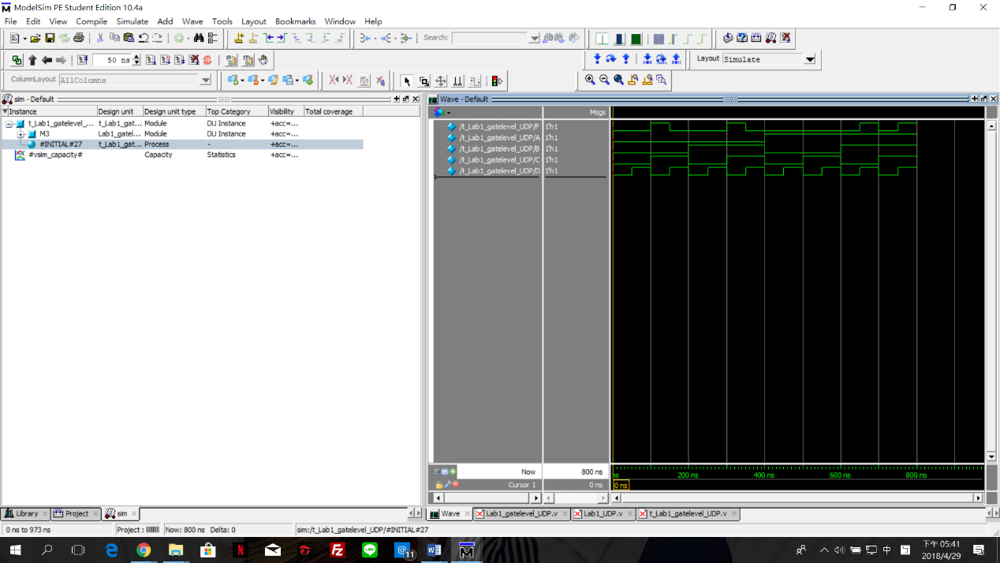 ModelSim PE Student Edition 10.4a
File Edit View Compile Simulate Add Wave Tools Layout Bookmarks Window Help
Search:
50 ns
Layout Simulate
ColumnLayout AllColumns
sim - Default
Instance Design unit Design unit type Top Category Visibility Total coverage
t_Lab1_gatelevel_... t_Lab1_gat... Module DU Instance +acc=...
M3 Lab1_gatel... Module DU Instance +acc=...
#INITIAL#27 t_Lab1_gat... Process - +acc=...
#vsim_capacity# Capacity Statistics +acc=...
Wave - Default
Msgs
/t_Lab1_gatelevel_UDP/F 1'h1
/t_Lab1_gatelevel_UDP/A 1'h1
/t_Lab1_gatelevel_UDP/B 1'h1
/t_Lab1_gatelevel_UDP/C 1'h1
/t_Lab1_gatelevel_UDP/D 1'h1
Now 800 ns
ns 200 ns 400 ns 600 ns 800 ns
Cursor 1 0 ns
0 ns
Library Project sim
Wave Lab1_gatelevel_UDP.v Lab1_UDP.v t_Lab1_gatelevel_UDP.v
0 ns to 973 ns Project : Now: 800 ns Delta: 0 sim:/t_Lab1_gatelevel_UDP/#INITIAL#27
11
中
下午 05:41
2018/4/29